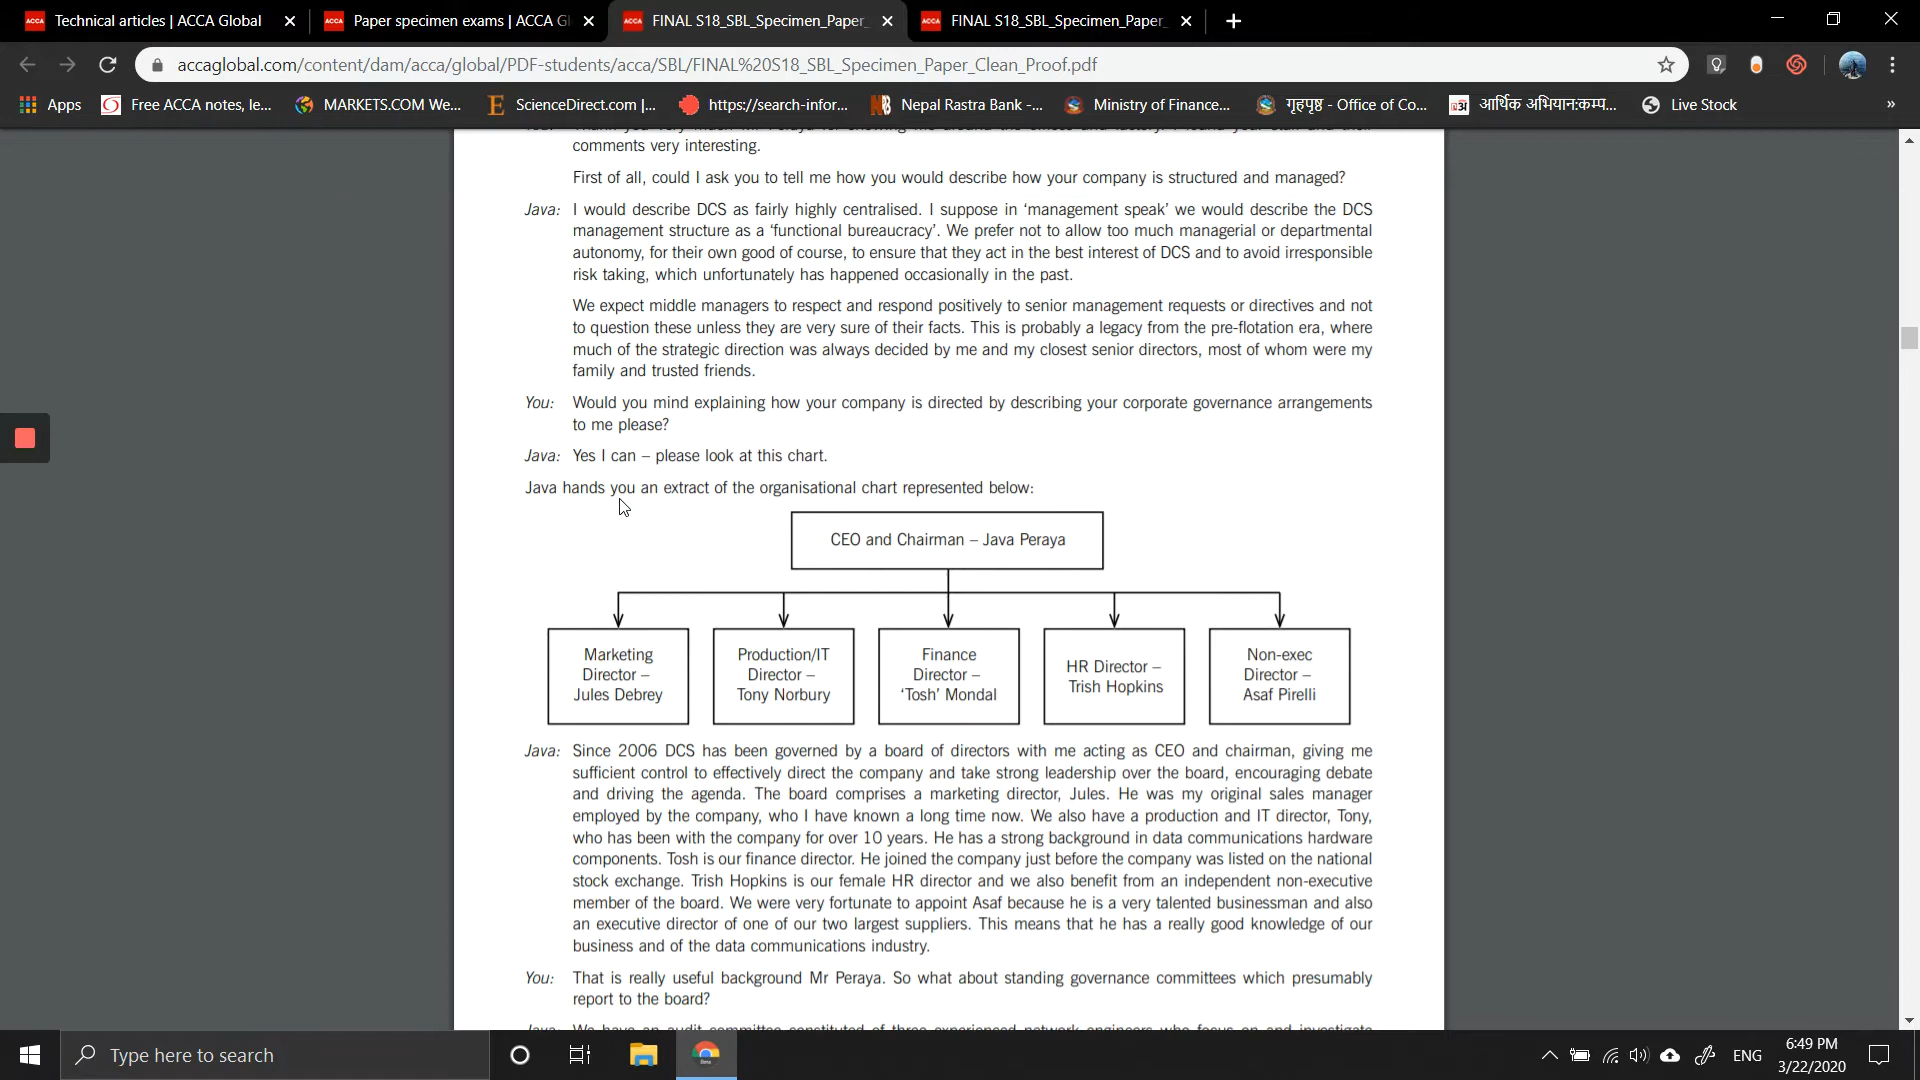 Technical articles | ACCA Global
Paper specimen exams | ACCA Gl
FINAL S18_SBL_Specimen_Paper_
FINAL S18_SBL_Specimen_Paper_
accaglobal.com/content/dam/acca/global/PDF-students/acca/SBL/FINAL%20S18_SBL_Specimen_Paper_Clean_Proof.pdf
Apps
Free ACCA notes, le...
MARKETS.COM We...
ScienceDirect.com |...
https://search-infor...
Nepal Rastra Bank -...
Ministry of Finance...
गृहपृष्ठ - Office of Co...
आर्थिक अभियान:कम्प...
Live Stock
»
comments very interesting.
First of all, could I ask you to tell me how you would describe how your company is structured and managed?
Java: I would describe DCS as fairly highly centralised. I suppose in ‘management speak’ we would describe the DCS
management structure as a ‘functional bureaucracy’. We prefer not to allow too much managerial or departmental
autonomy, for their own good of course, to ensure that they act in the best interest of DCS and to avoid irresponsible
risk taking, which unfortunately has happened occasionally in the past.
We expect middle managers to respect and respond positively to senior management requests or directives and not
to question these unless they are very sure of their facts. This is probably a legacy from the pre-flotation era, where
much of the strategic direction was always decided by me and my closest senior directors, most of whom were my
family and trusted friends.
You: Would you mind explaining how your company is directed by describing your corporate governance arrangements
to me please?
Java: Yes I can – please look at this chart.
Java hands you an extract of the organisational chart represented below:
CEO and Chairman – Java Peraya
Marketing
Director –
Jules Debrey
Production/IT
Director –
Tony Norbury
Finance
Director –
‘Tosh’ Mondal
HR Director –
Trish Hopkins
Non-exec
Director –
Asaf Pirelli
Java: Since 2006 DCS has been governed by a board of directors with me acting as CEO and chairman, giving me
sufficient control to effectively direct the company and take strong leadership over the board, encouraging debate
and driving the agenda. The board comprises a marketing director, Jules. He was my original sales manager
employed by the company, who I have known a long time now. We also have a production and IT director, Tony,
who has been with the company for over 10 years. He has a strong background in data communications hardware
components. Tosh is our finance director. He joined the company just before the company was listed on the national
stock exchange. Trish Hopkins is our female HR director and we also benefit from an independent non-executive
member of the board. We were very fortunate to appoint Asaf because he is a very talented businessman and also
an executive director of one of our two largest suppliers. This means that he has a really good knowledge of our
business and of the data communications industry.
You: That is really useful background Mr Peraya. So what about standing governance committees which presumably
report to the board?
Java: We have an audit committee constituted of three experienced network engineers who focus on and investigate
Type here to search
ENG
6:49 PM
3/22/2020